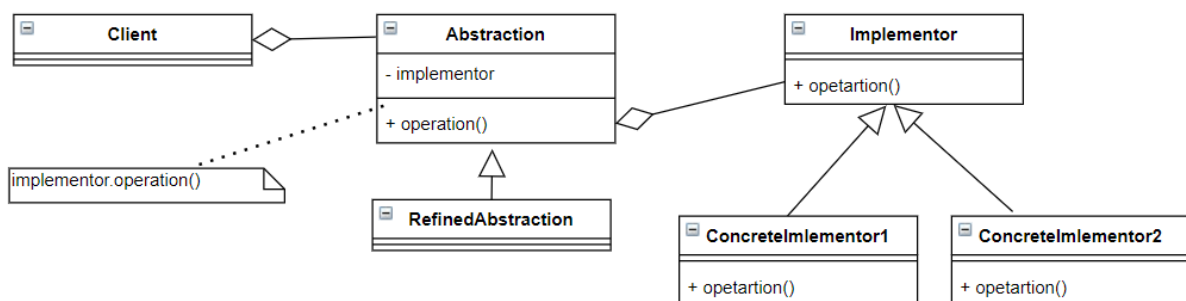 Client
Abstraction
- implementor
+ operation()
Implementor
+ opetartion()
implementor.operation()
RefinedAbstraction
ConcreteImlementor1
+ opetartion()
ConcreteImlementor2
+ opetartion()